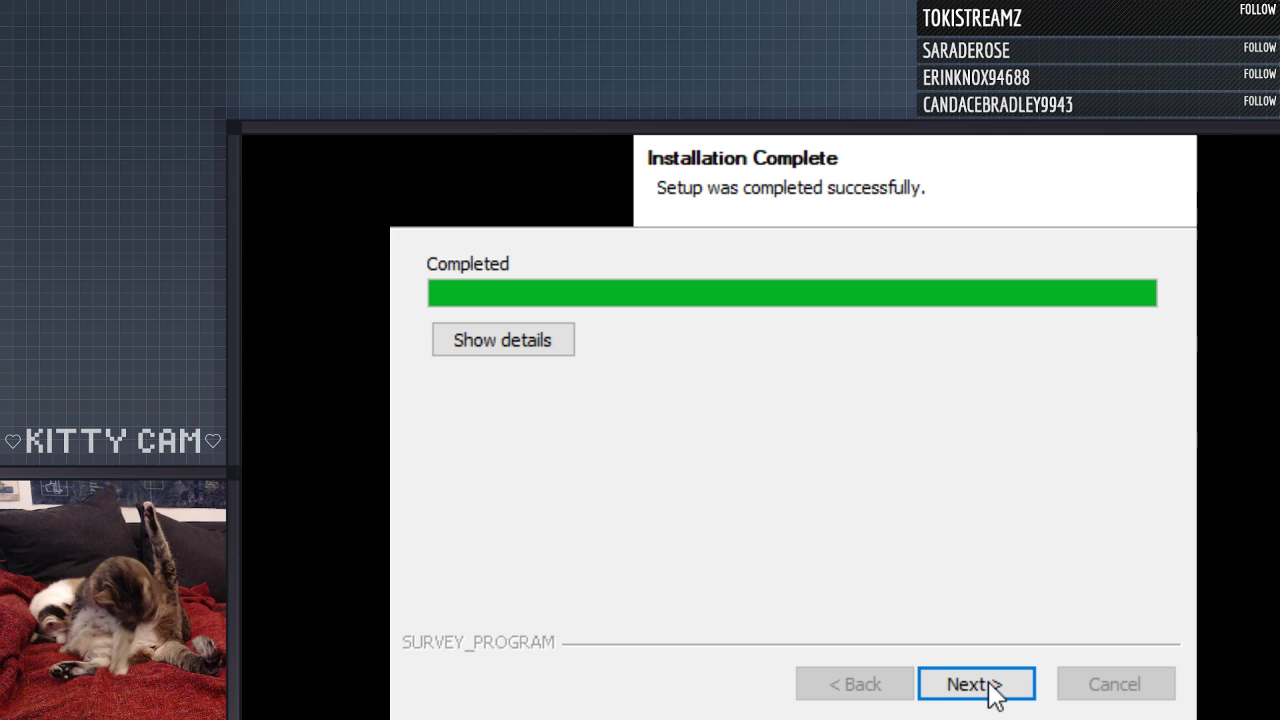 TOKISTREAMZ FOLLOW
SARADEROSE FOLLOW
ERINKNOX94688 FOLLOW
CANDACEBRADLEY9943 FOLLOW
Installation Complete
Setup was completed successfully.
Completed
Show details
♡KITTY CAM♡
SURVEY_PROGRAM
< Back
Next >
Cancel